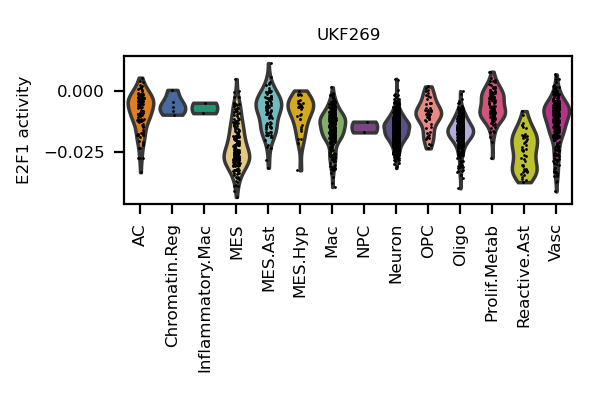 UKF269
E2F1 activity
0.000
−0.025
AC
Chromatin.Reg
Inflammatory.Mac
MES
MES.Ast
MES.Hyp
Mac
NPC
Neuron
OPC
Oligo
Prolif.Metab
Reactive.Ast
Vasc